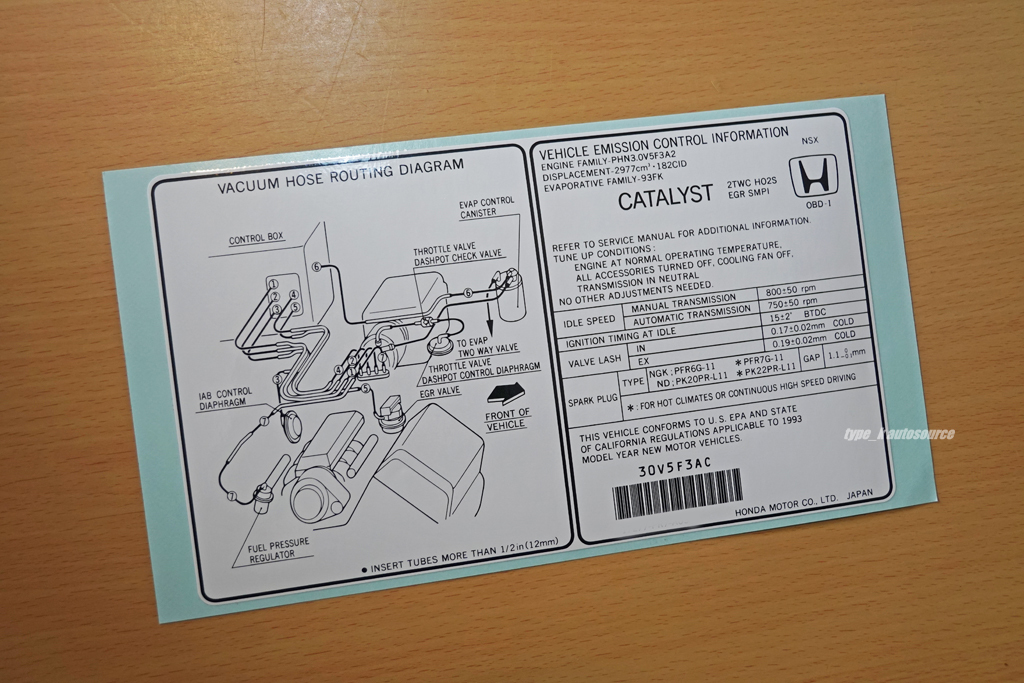 VACUUM HOSE ROUTING DIAGRAM
EVAP CONTROL
CANISTER
CONTROL BOX
THROTTLE VALVE
DASHPOT CHECK VALVE
6
6
1
2
3
4
5
TO EVAP
TWO WAY VALVE
THROTTLE VALVE
DASHPOT CONTROL DIAPHRAGM
EGR VALVE
IAB CONTROL
DIAPHRAGM
FRONT OF
VEHICLE
FUEL PRESSURE
REGULATOR
● INSERT TUBES MORE THAN 1/2in(12mm)
VEHICLE EMISSION CONTROL INFORMATION
NSX
ENGINE FAMILY-PHN3.0V5F3A2
DISPLACEMENT-2977cm³·182CID
EVAPORATIVE FAMILY-93FK
CATALYST
2TWC HO2S
EGR SMPI
OBD-I
REFER TO SERVICE MANUAL FOR ADDITIONAL INFORMATION.
TUNE UP CONDITIONS:
ENGINE AT NORMAL OPERATING TEMPERATURE,
ALL ACCESSORIES TURNED OFF, COOLING FAN OFF,
TRANSMISSION IN NEUTRAL
NO OTHER ADJUSTMENTS NEEDED.
IDLE SPEED MANUAL TRANSMISSION 800±50 rpm
AUTOMATIC TRANSMISSION 750±50 rpm
IGNITION TIMING AT IDLE 15±2° BTDC
VALVE LASH IN 0.17±0.02mm COLD
EX 0.19±0.02mm COLD
SPARK PLUG TYPE NGK:PFR6G-11 *PFR7G-11 GAP 1.1 mm
ND:PK20PR-L11 *PK22PR-L11
*:FOR HOT CLIMATES OR CONTINUOUS HIGH SPEED DRIVING
THIS VEHICLE CONFORMS TO U.S. EPA AND STATE
OF CALIFORNIA REGULATIONS APPLICABLE TO 1993
MODEL YEAR NEW MOTOR VEHICLES.
type_k autosource
30V5F3AC
HONDA MOTOR CO., LTD. JAPAN